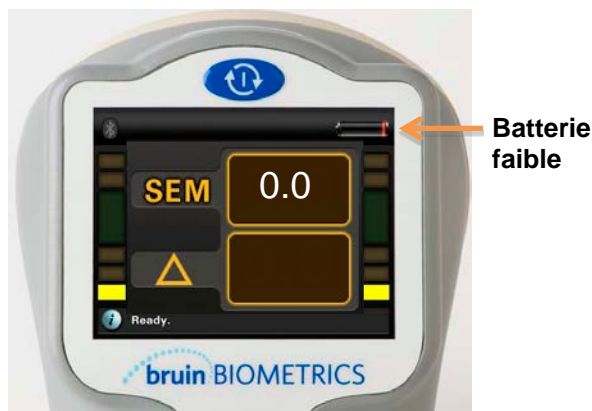 Batterie
faible
SEM
0.0
Ready.
bruin BIOMETRICS